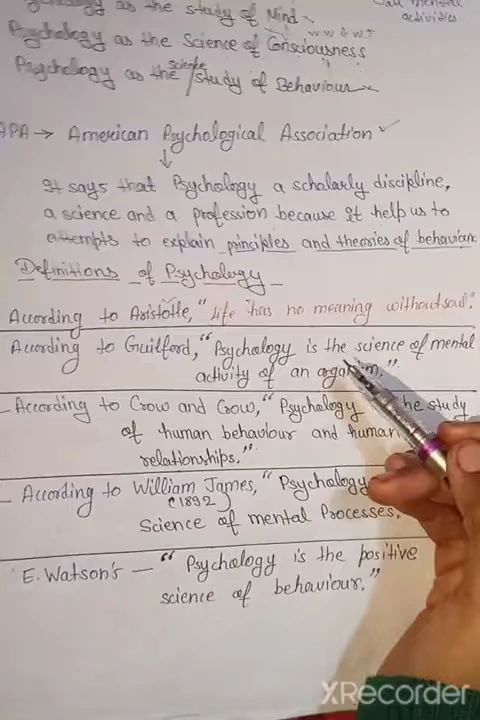 as the study of Mind
activities
WW & WJ
Psychology as the Science of Consciousness
science
Psychology as the study of Behaviour
APA → American Psychological Association
It says that Psychology a scholarly discipline,
a science and a profession because it help us to
attempts to explain principles and theories of behaviour
Definitions of Psychology
According to Aristotle, "life has no meaning without soul."
According to Guilford, "Psychology is the science of mental
activity of an organism."
According to Crow and Crow, "Psychology the study
of human behaviour and human
relationships."
According to William James, "Psychology
(1892)
Science of mental Processes.
E. Watson's — "Psychology is the positive
science of behaviour."
XRecorder